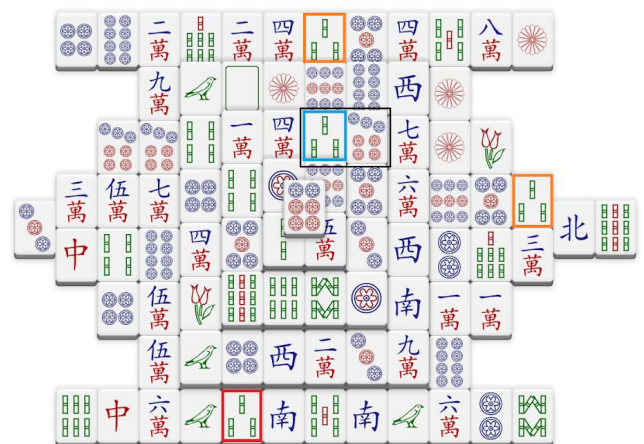 二 二 四 四 八
萬 萬 萬 萬 萬
九 西
萬
一 四 七
萬 萬 萬
三 伍 七 六
萬 萬 萬 萬
北
中 四 伍 西 三
萬 萬 萬
伍 南 一 一
萬 萬 萬
伍 西 二 九
萬 萬 萬
中 六 南 南 六
萬 萬